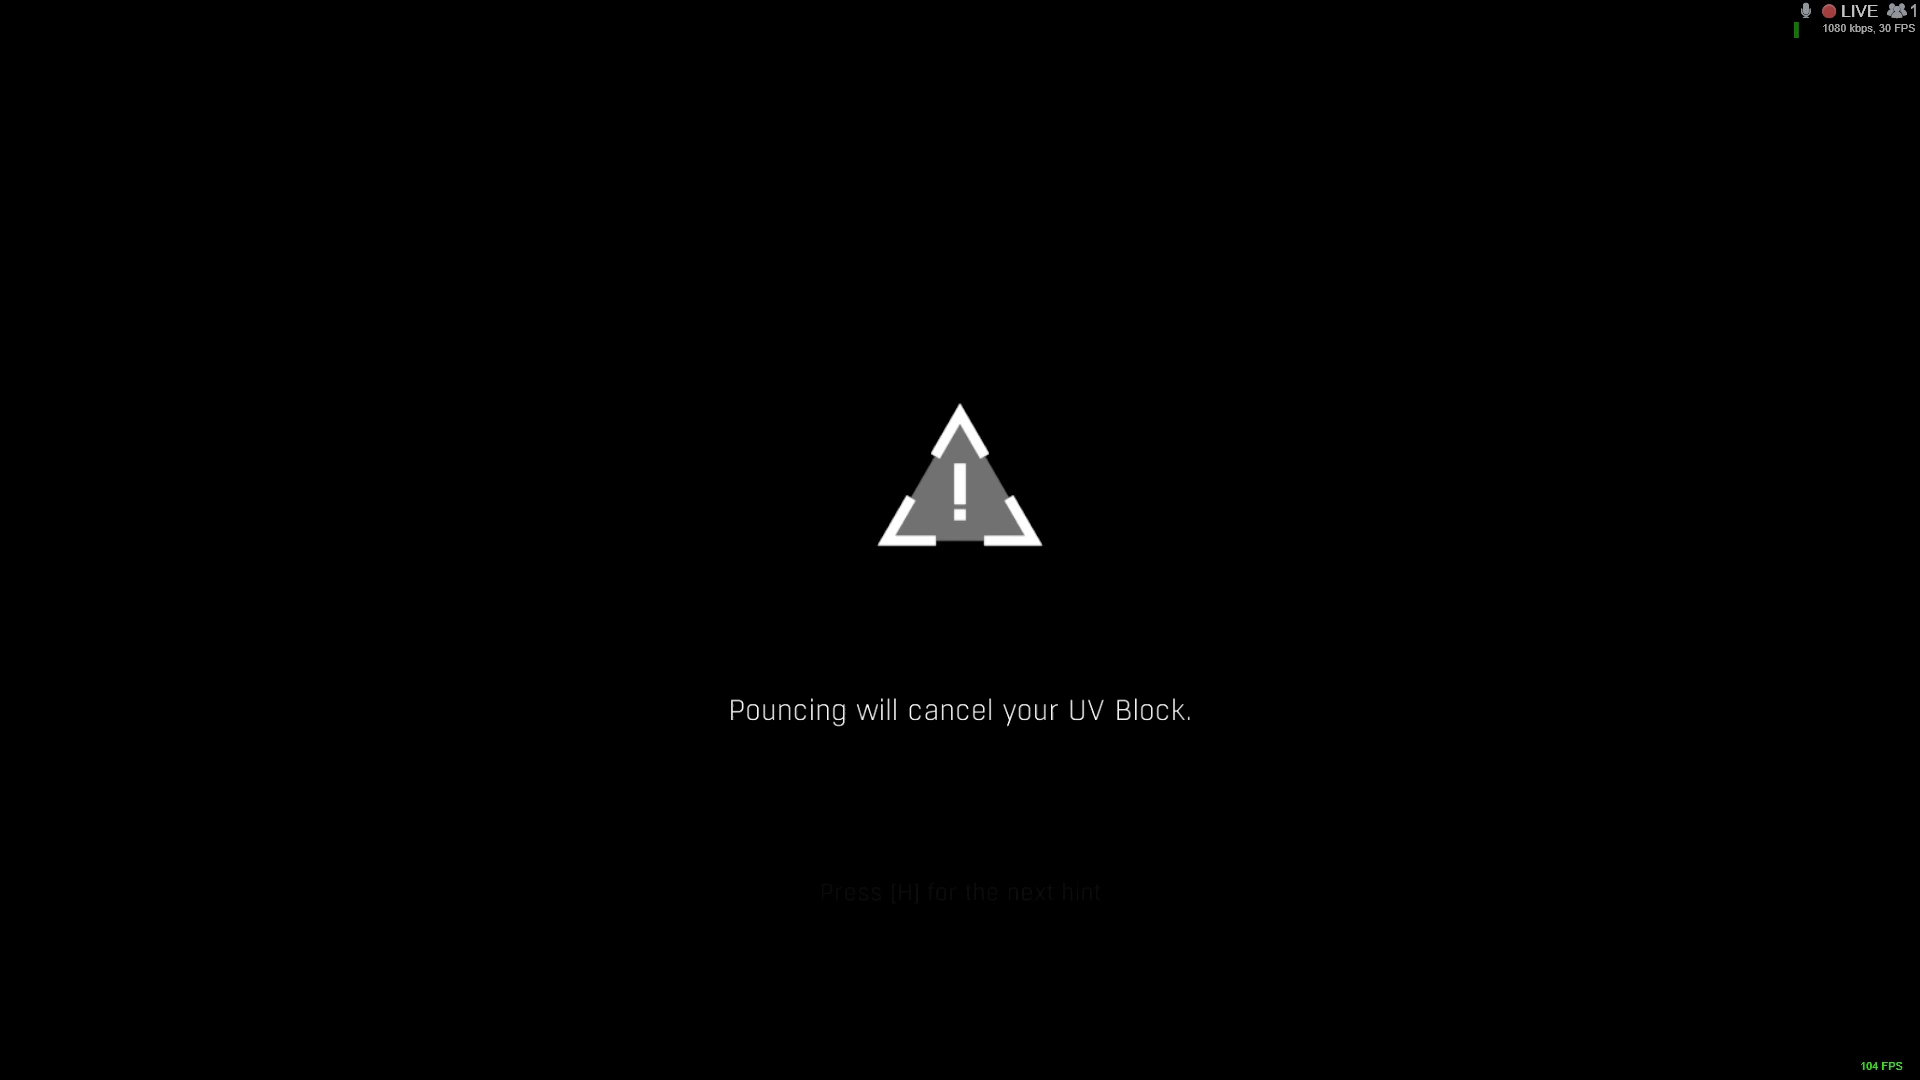 LIVE 1
1080 kbps, 30 FPS
!
Pouncing will cancel your UV Block.
Press [H] for the next hint
104 FPS